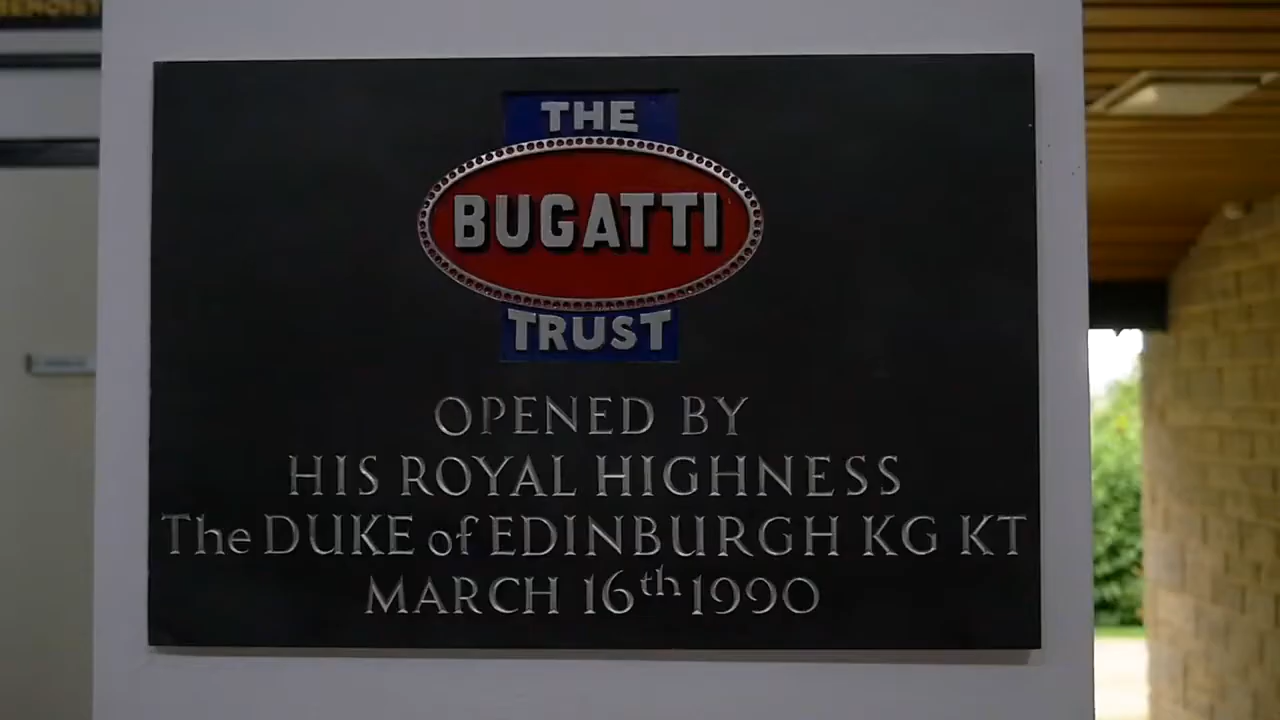 THE
BUGATTI
TRUST
OPENED BY
HIS ROYAL HIGHNESS
The DUKE of EDINBURGH KG KT
MARCH 16th 1990